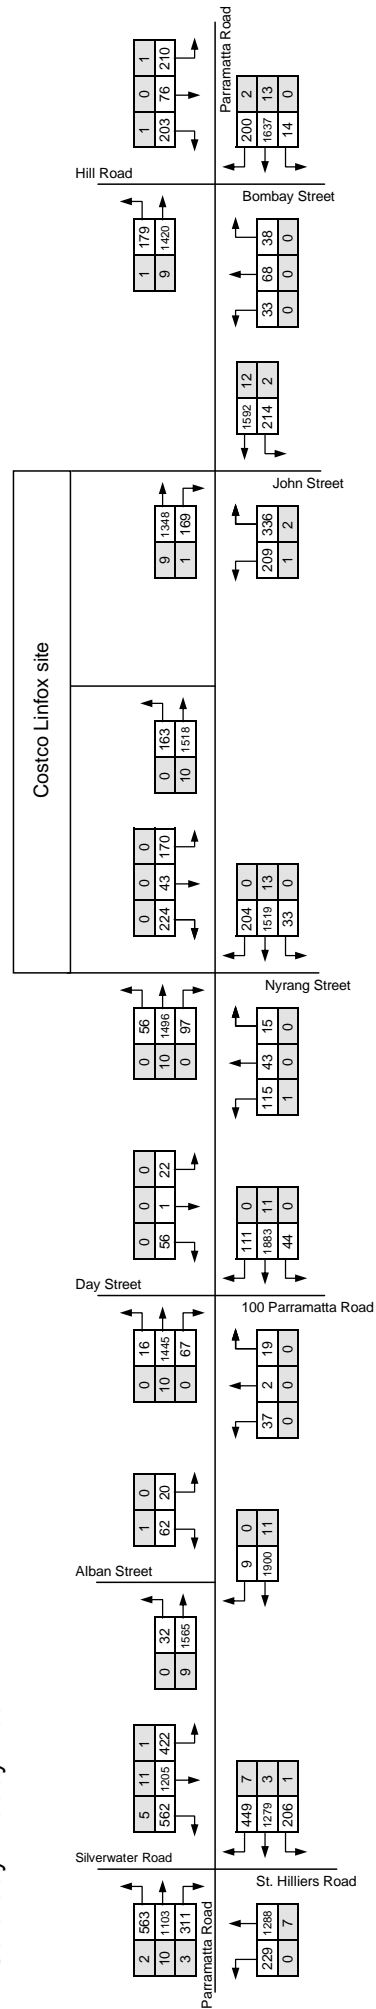 Parramatta Road
1 0 1
203 76 210
200 2
1637 13
14 0
Hill Road
Bombay Street
1 179
9 1420
33 68 38
0 0 0
1592 12
214 2
John Street
9 1348
1 169
209 336
1 2
Costco Linfox site
0 163
10 1518
0 0 0
224 43 170
204 0
1519 13
33 0
Nyrang Street
0 56
10 1496
0 97
115 43 15
1 0 0
0 0 0
56 1 22
111 0
1883 11
44 0
Day Street
100 Parramatta Road
0 16
10 1445
0 67
37 2 19
0 0 0
1 0
62 20
9 0
1900 11
Alban Street
0 32
9 1565
5 11 1
562 1205 422
449 7
1279 3
206 1
Silverwater Road
St. Hilliers Road
2 563
10 1103
3 311
229 1288
0 7
Parramatta Road